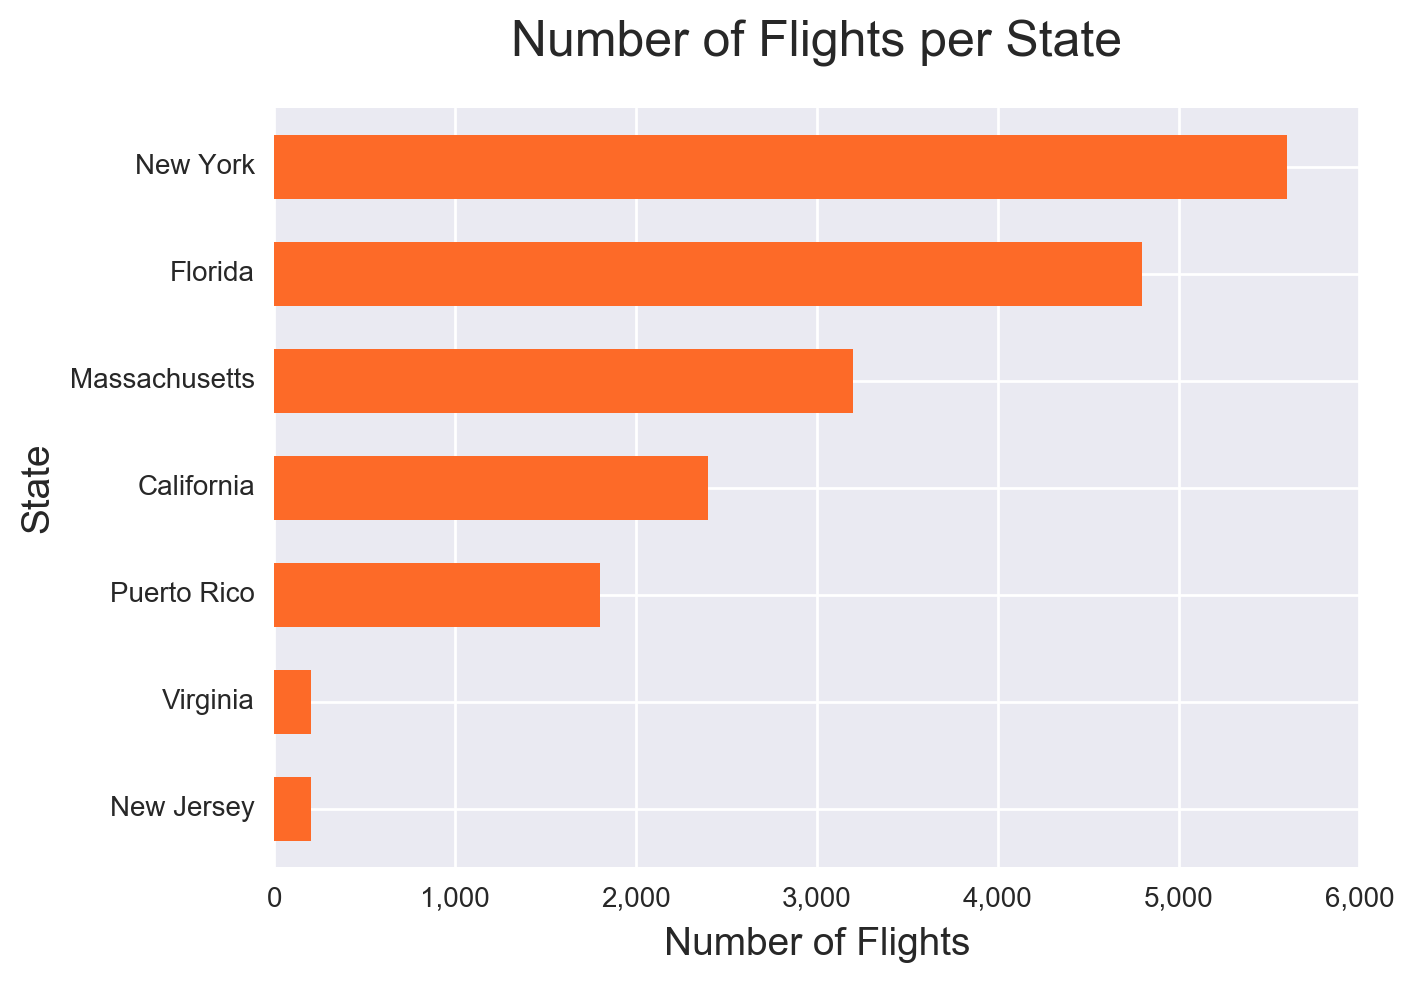 Number of Flights per State
New York
Florida
Massachusetts
California
Puerto Rico
Virginia
New Jersey
State
0 1,000 2,000 3,000 4,000 5,000 6,000
Number of Flights